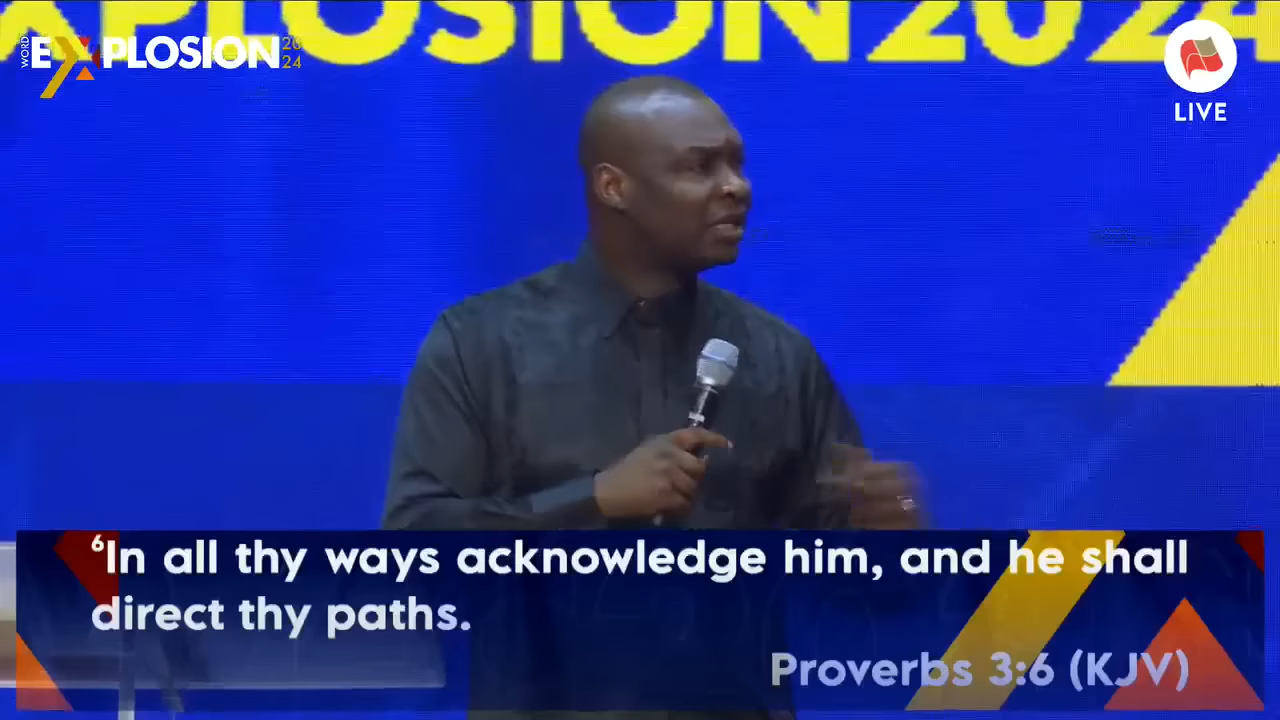 XPLOSION 2024
WORD EXPLOSION 2024
LIVE
⁶In all thy ways acknowledge him, and he shall
direct thy paths.
Proverbs 3:6 (KJV)